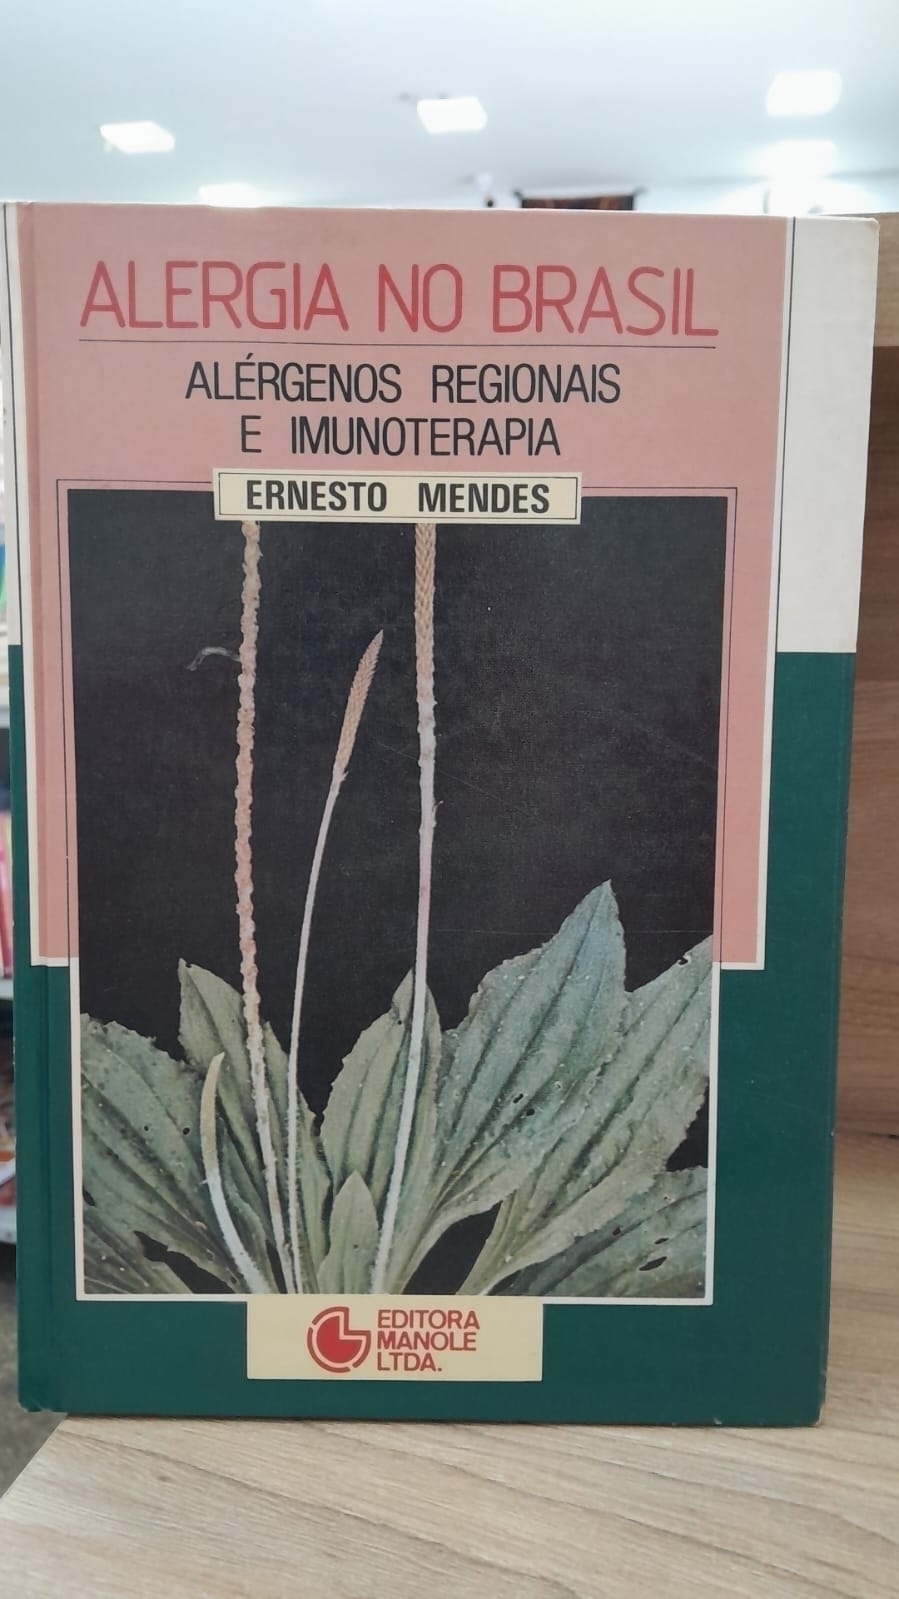 ALERGIA NO BRASIL
ALÉRGENOS REGIONAIS
E IMUNOTERAPIA
ERNESTO MENDES
EDITORA
MANOLE
LTDA.